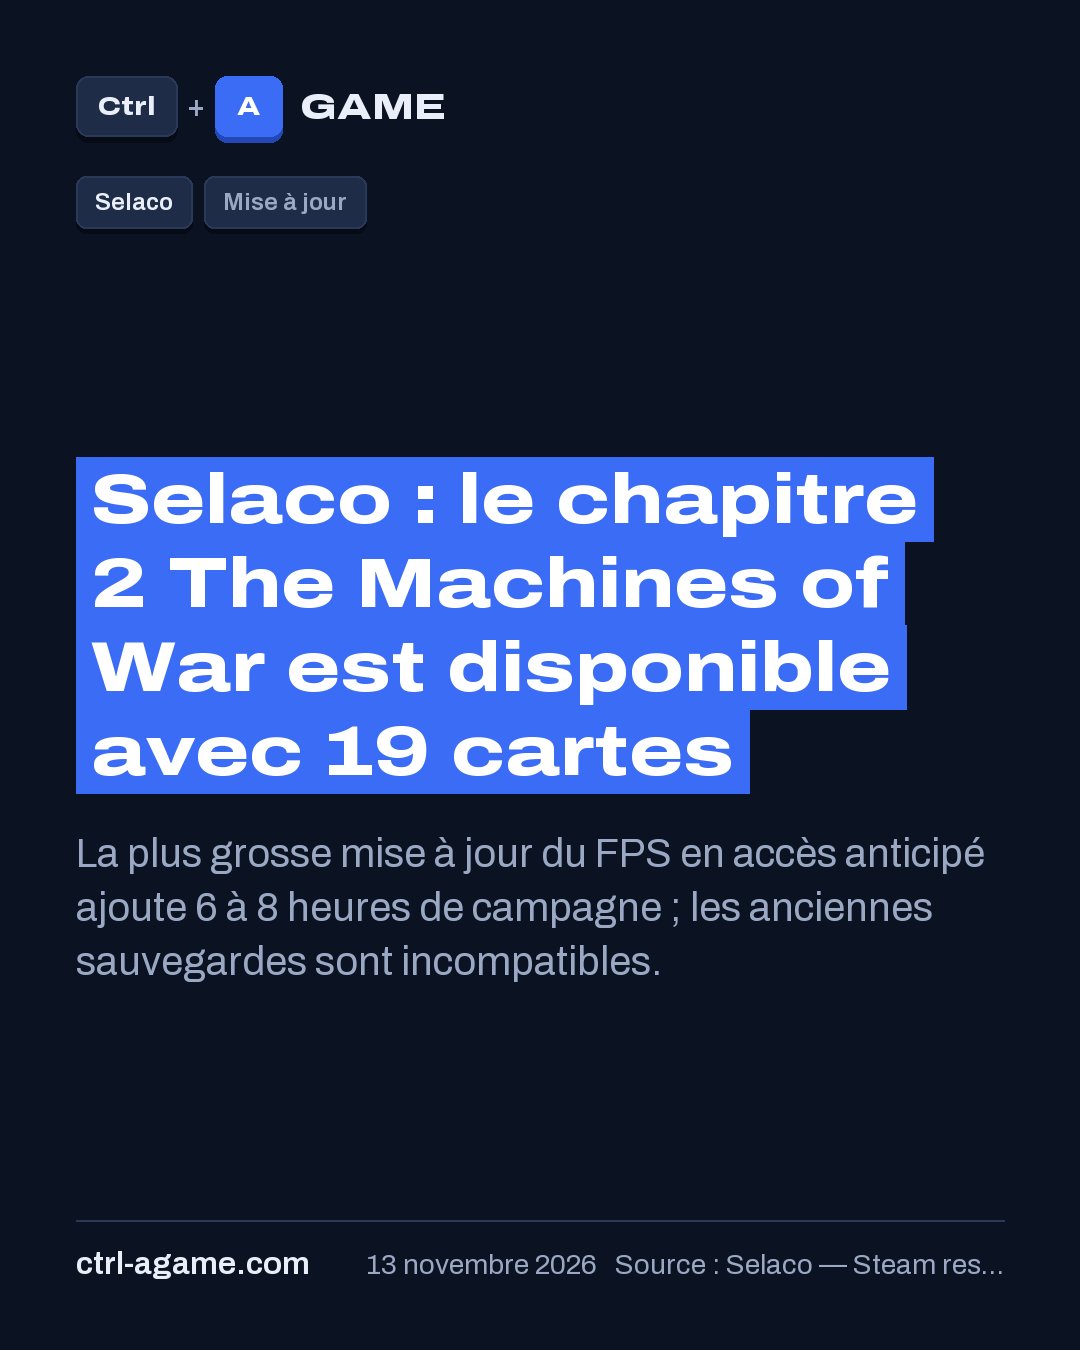 Ctrl + A GAME
Selaco Mise à jour
Selaco : le chapitre
2 The Machines of
War est disponible
avec 19 cartes
La plus grosse mise à jour du FPS en accès anticipé
ajoute 6 à 8 heures de campagne ; les anciennes
sauvegardes sont incompatibles.
ctrl-agame.com 13 novembre 2026 Source : Selaco — Steam res…